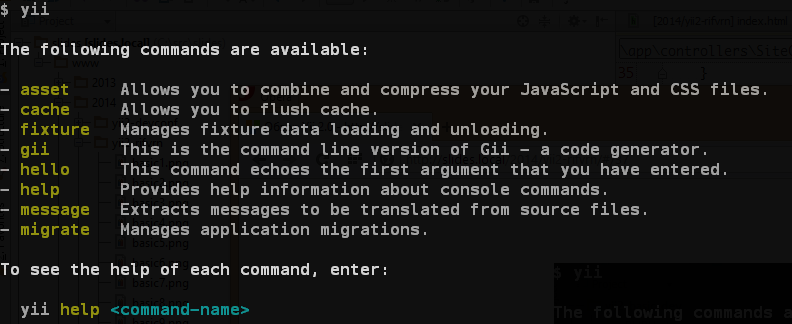 $ yii
The following commands are available:
- asset Allows you to combine and compress your JavaScript and CSS files.
- cache Allows you to flush cache.
- fixture Manages fixture data loading and unloading.
- gii This is the command line version of Gii - a code generator.
- hello This command echoes the first argument that you have entered.
- help Provides help information about console commands.
- message Extracts messages to be translated from source files.
- migrate Manages application migrations.
To see the help of each command, enter:
yii help <command-name>
$ yii
The following commands a